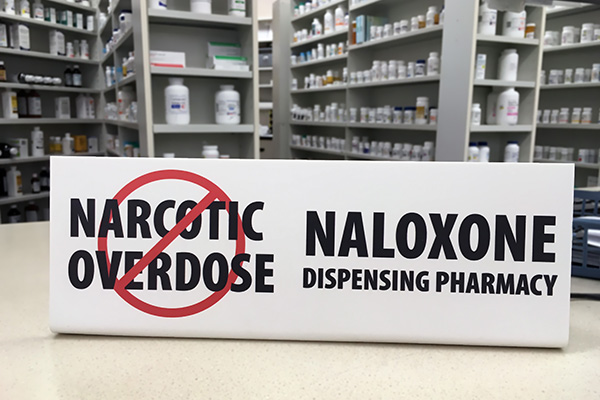 NARCOTIC
OVERDOSE
NALOXONE
DISPENSING PHARMACY